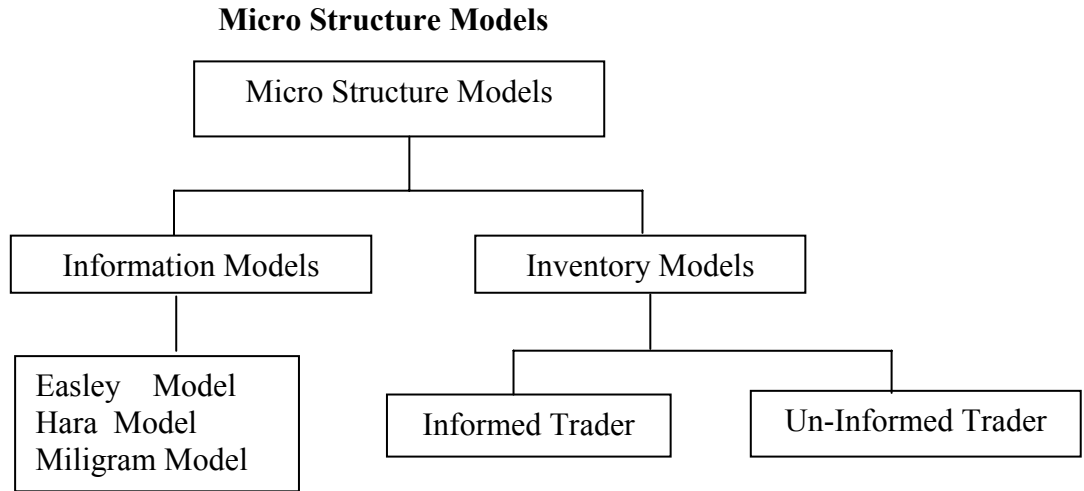 Micro Structure Models
Micro Structure Models
Information Models
Inventory Models
Easley Model
Hara Model
Miligram Model
Informed Trader
Un-Informed Trader